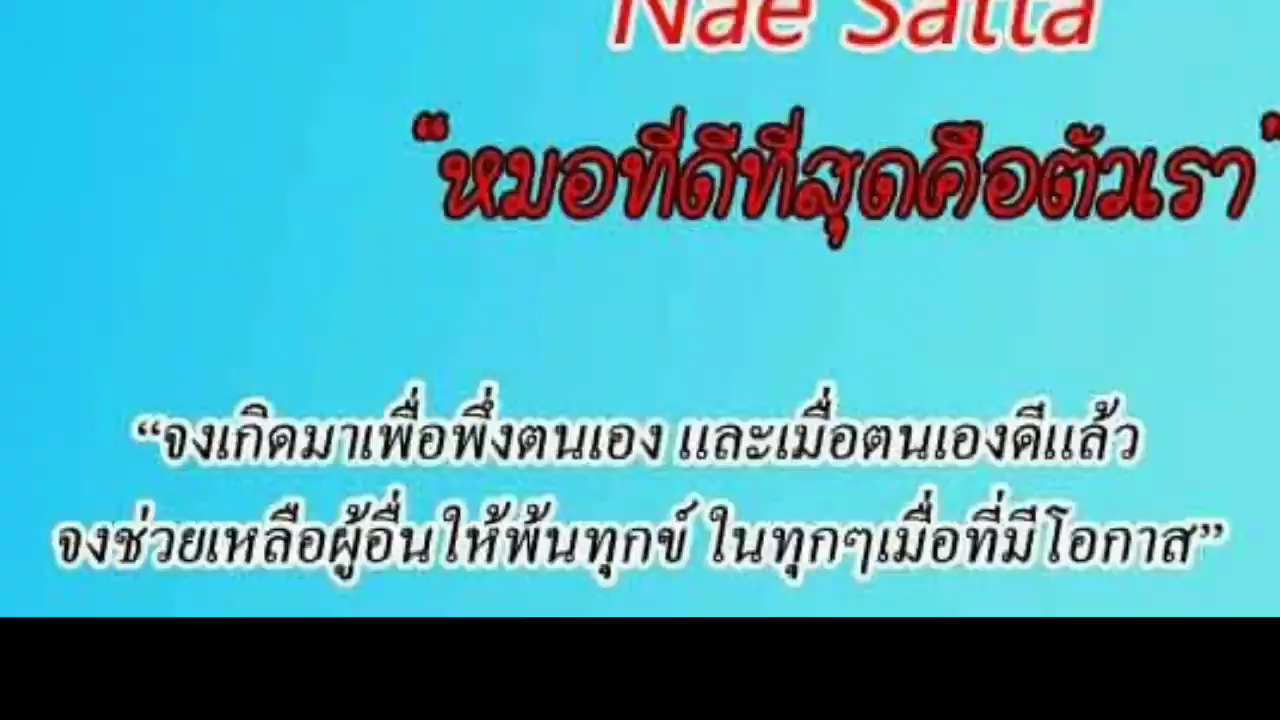 Nae Satta
“หมอที่ดีที่สุดคือตัวเรา”
“จงเกิดมาเพื่อพึ่งตนเอง และเมื่อตนเองดีแล้ว
จงช่วยเหลือผู้อื่นให้พ้นทุกข์ ในทุกๆเมื่อที่มีโอกาส”